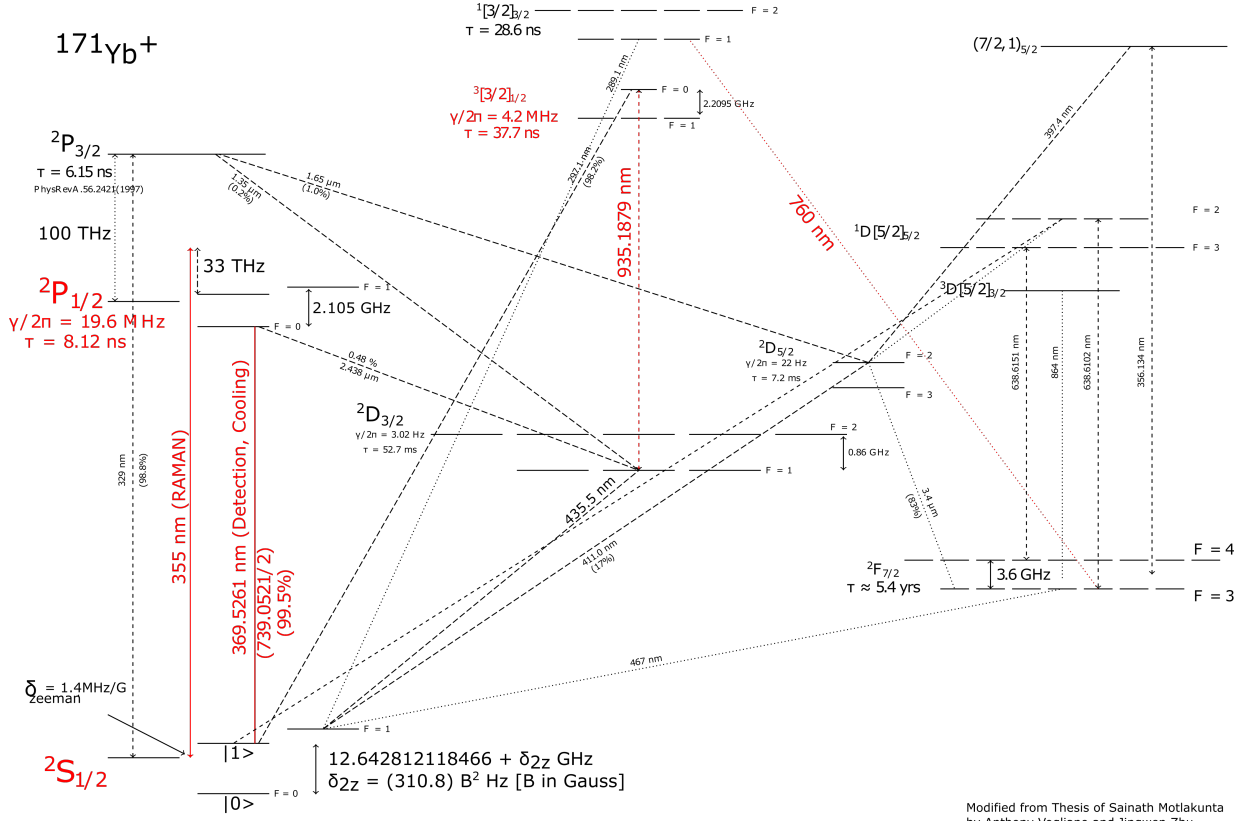 171Yb+
¹[3/2]3/2
τ = 28.6 ns
F = 2
F = 1
³[3/2]1/2
γ/2π = 4.2 MHz
τ = 37.7 ns
F = 0
2.2095 GHz
F = 1
289.1 nm
297.1 nm
(98.2%)
935.1879 nm
760 nm
(7/2,1)5/2
397.4 nm
²P3/2
τ = 6.15 ns
PhysRevA.56.2421(1997)
1.35 µm
(0.2%)
1.65 µm
(1.0%)
100 THz
33 THz
²P1/2
γ/2π = 19.6 MHz
τ = 8.12 ns
F = 1
2.105 GHz
F = 0
0.48 %
2.438 µm
¹D[5/2]5/2
F = 2
F = 3
³D[5/2]3/2
638.6151 nm
864 nm
638.6102 nm
356.134 nm
²D5/2
γ/2π = 22 Hz
τ = 7.2 ms
F = 2
F = 3
²D3/2
γ/2π = 3.02 Hz
τ = 52.7 ms
F = 2
0.86 GHz
F = 1
329 nm
(98.8%)
355 nm (RAMAN)
369.5261 nm (Detection, Cooling)
(739.0521/2)
(99.5%)
435.5 nm
411.0 nm
(17%)
3.4 µm
(83%)
²F7/2
τ ≈ 5.4 yrs
3.6 GHz
F = 4
F = 3
467 nm
δzeeman = 1.4MHz/G
²S1/2
|1>
F = 1
|0>
F = 0
12.642812118466 + δ2z GHz
δ2z = (310.8) B² Hz [B in Gauss]
Modified from Thesis of Sainath Motlakunta